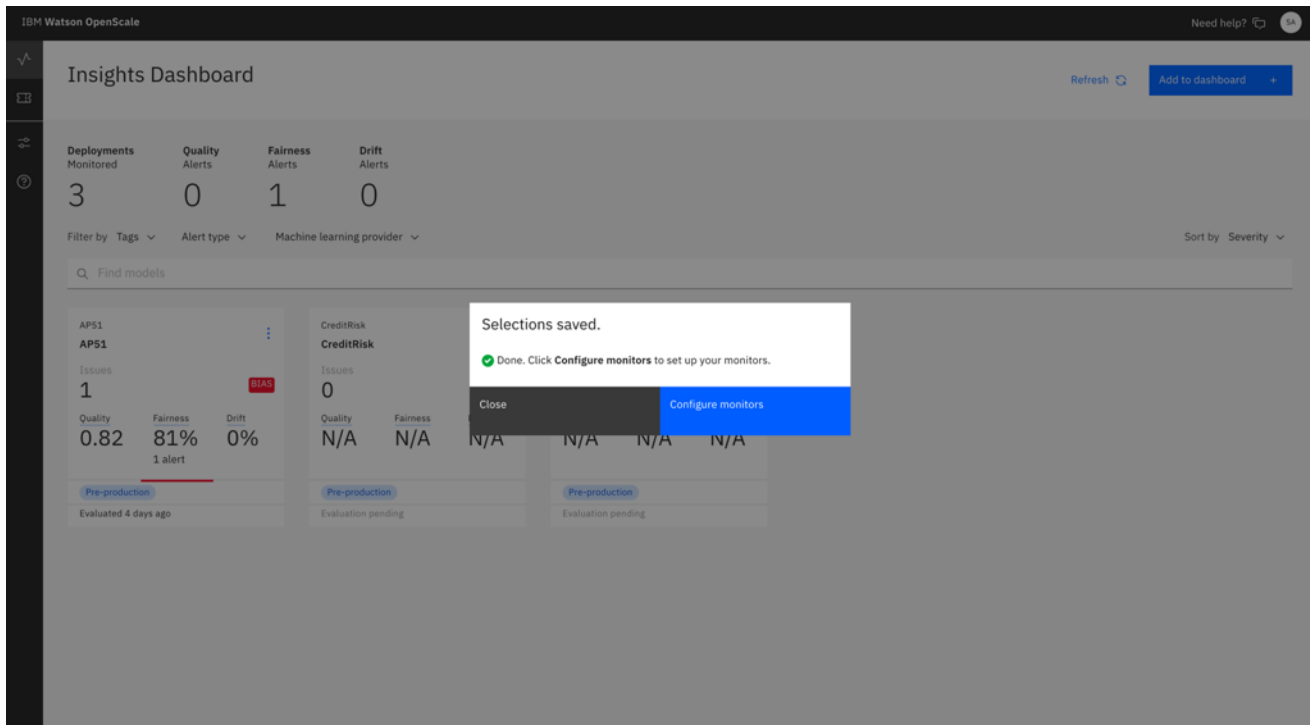 IBM Watson OpenScale
Need help?
SA
Insights Dashboard
Refresh
Add to dashboard +
Deployments Quality Fairness Drift
Monitored Alerts Alerts Alerts
3 0 1 0
Filter by Tags Alert type Machine learning provider
Sort by Severity
Find models
AP51
AP51
Issues
1
BIAS
Quality Fairness Drift
0.82 81% 0%
1 alert
Pre-production
Evaluated 4 days ago
CreditRisk
CreditRisk
Issues
0
Quality Fairness
N/A N/A N/A
Pre-production
Evaluation pending
N/A N/A N/A
Pre-production
Evaluation pending
Selections saved.
Done. Click Configure monitors to set up your monitors.
Close
Configure monitors